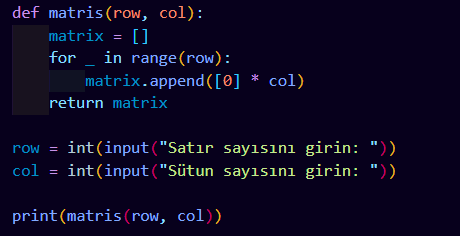 def matris(row, col):
    matrix = []
    for _ in range(row):
        matrix.append([0] * col)
    return matrix

row = int(input("Satır sayısını girin: "))
col = int(input("Sütun sayısını girin: "))

print(matris(row, col))